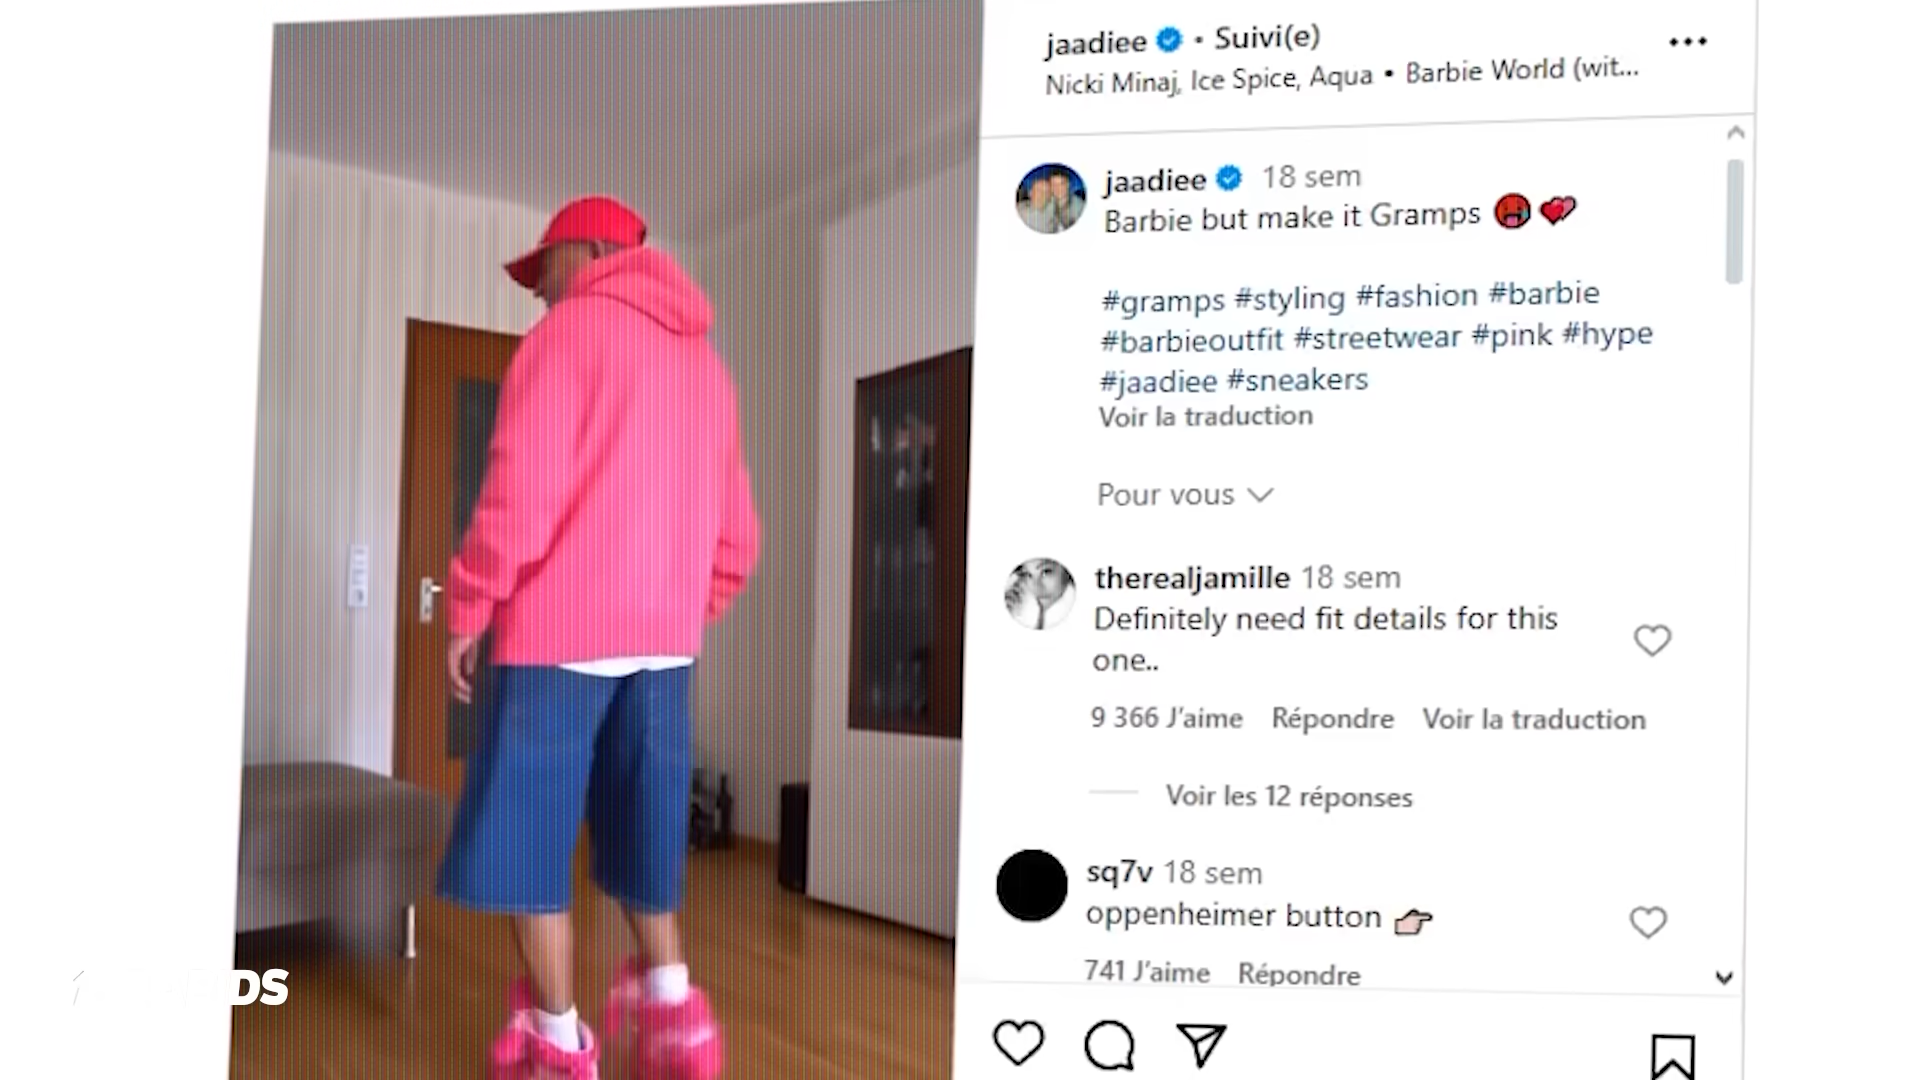 jaadiee • Suivi(e)
Nicki Minaj, Ice Spice, Aqua • Barbie World (wit...
jaadiee 18 sem
Barbie but make it Gramps 🥵💕
#gramps #styling #fashion #barbie
#barbieoutfit #streetwear #pink #hype
#jaadiee #sneakers
Voir la traduction
Pour vous
therealjamille 18 sem
Definitely need fit details for this
one..
9 366 J'aime Répondre Voir la traduction
Voir les 12 réponses
sq7v 18 sem
oppenheimer button 👉🏻
741 J'aime Répondre